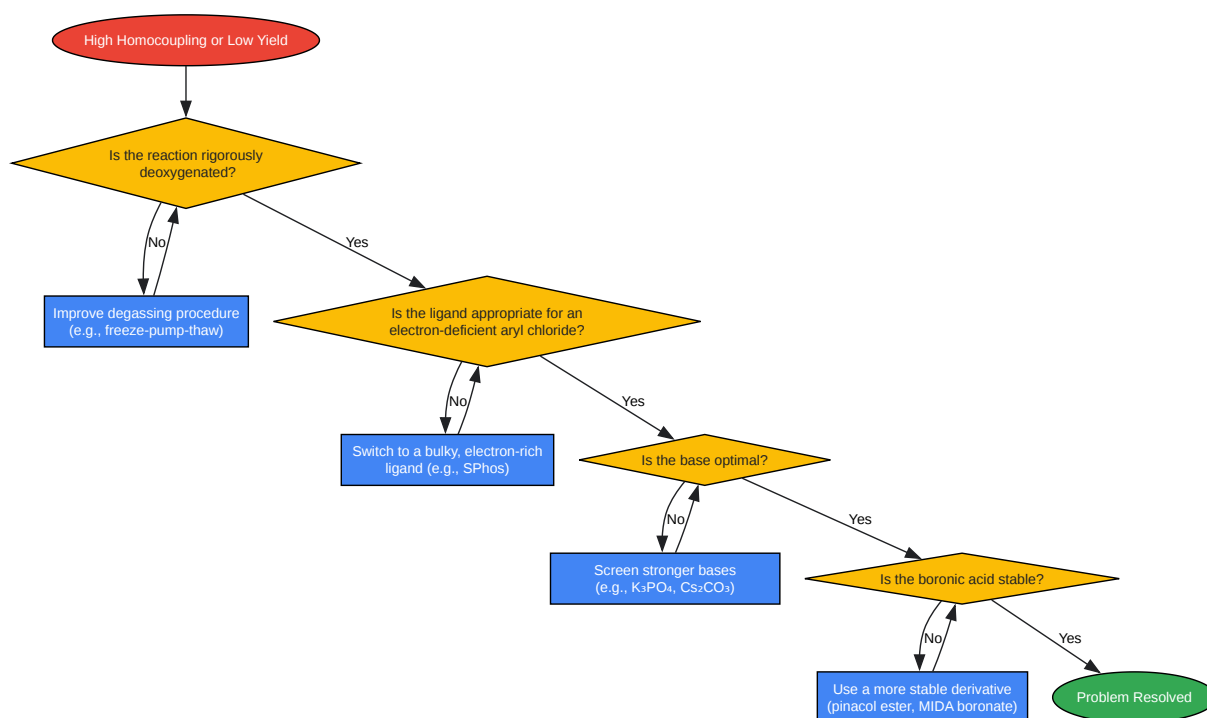 High Homocoupling or Low Yield
Is the reaction rigorously
deoxygenated?
No
Yes
Improve degassing procedure
(e.g., freeze-pump-thaw)
Is the ligand appropriate for an
electron-deficient aryl chloride?
No
Yes
Switch to a bulky, electron-rich
ligand (e.g., SPhos)
Is the base optimal?
No
Yes
Screen stronger bases
(e.g., K₃PO₄, Cs₂CO₃)
Is the boronic acid stable?
No
Yes
Use a more stable derivative
(pinacol ester, MIDA boronate)
Problem Resolved